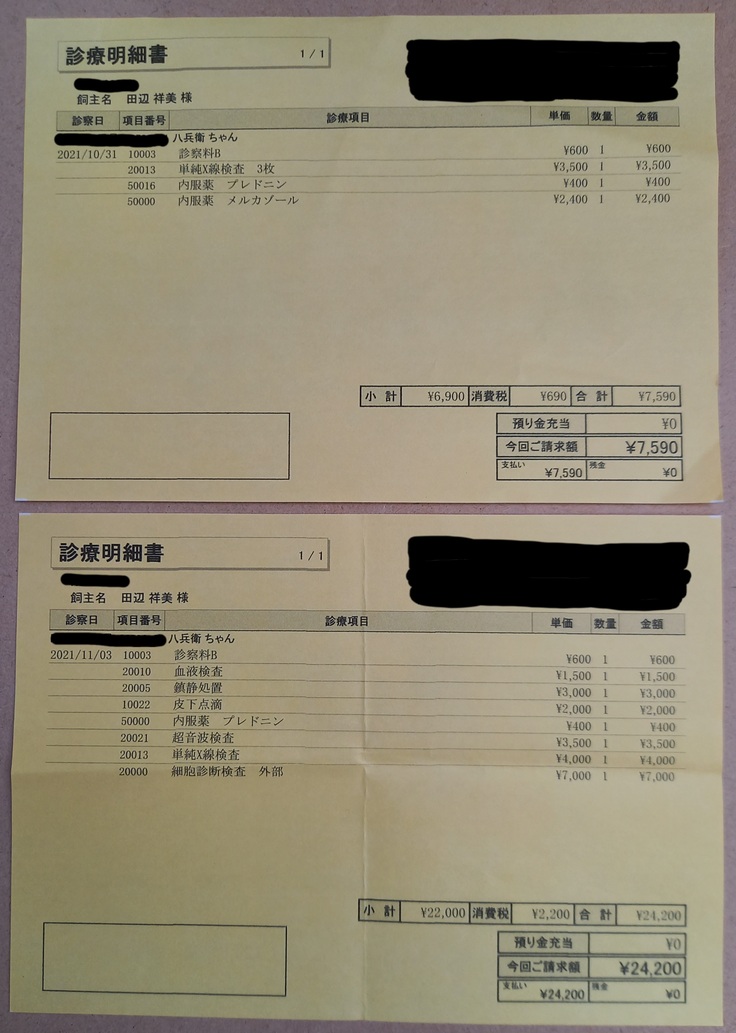 診療明細書 1/1
飼主名 田辺 祥美 様
診察日 項目番号 診療項目 単価 数量 金額
八兵衛 ちゃん
2021/10/31 10003 診察料B ¥600 1 ¥600
20013 単純X線検査 3枚 ¥3,500 1 ¥3,500
50016 内服薬 プレドニン ¥400 1 ¥400
50000 内服薬 メルカゾール ¥2,400 1 ¥2,400
小計 ¥6,900 消費税 ¥690 合計 ¥7,590
預り金充当 ¥0
今回ご請求額 ¥7,590
支払い ¥7,590 残金 ¥0
診療明細書 1/1
飼主名 田辺 祥美 様
診察日 項目番号 診療項目 単価 数量 金額
八兵衛 ちゃん
2021/11/03 10003 診察料B ¥600 1 ¥600
20010 血液検査 ¥1,500 1 ¥1,500
20005 鎮静処置 ¥3,000 1 ¥3,000
10022 皮下点滴 ¥2,000 1 ¥2,000
50000 内服薬 プレドニン ¥400 1 ¥400
20021 超音波検査 ¥3,500 1 ¥3,500
20013 単純X線検査 ¥4,000 1 ¥4,000
20000 細胞診断検査 外部 ¥7,000 1 ¥7,000
小計 ¥22,000 消費税 ¥2,200 合計 ¥24,200
預り金充当 ¥0
今回ご請求額 ¥24,200
支払い ¥24,200 残金 ¥0